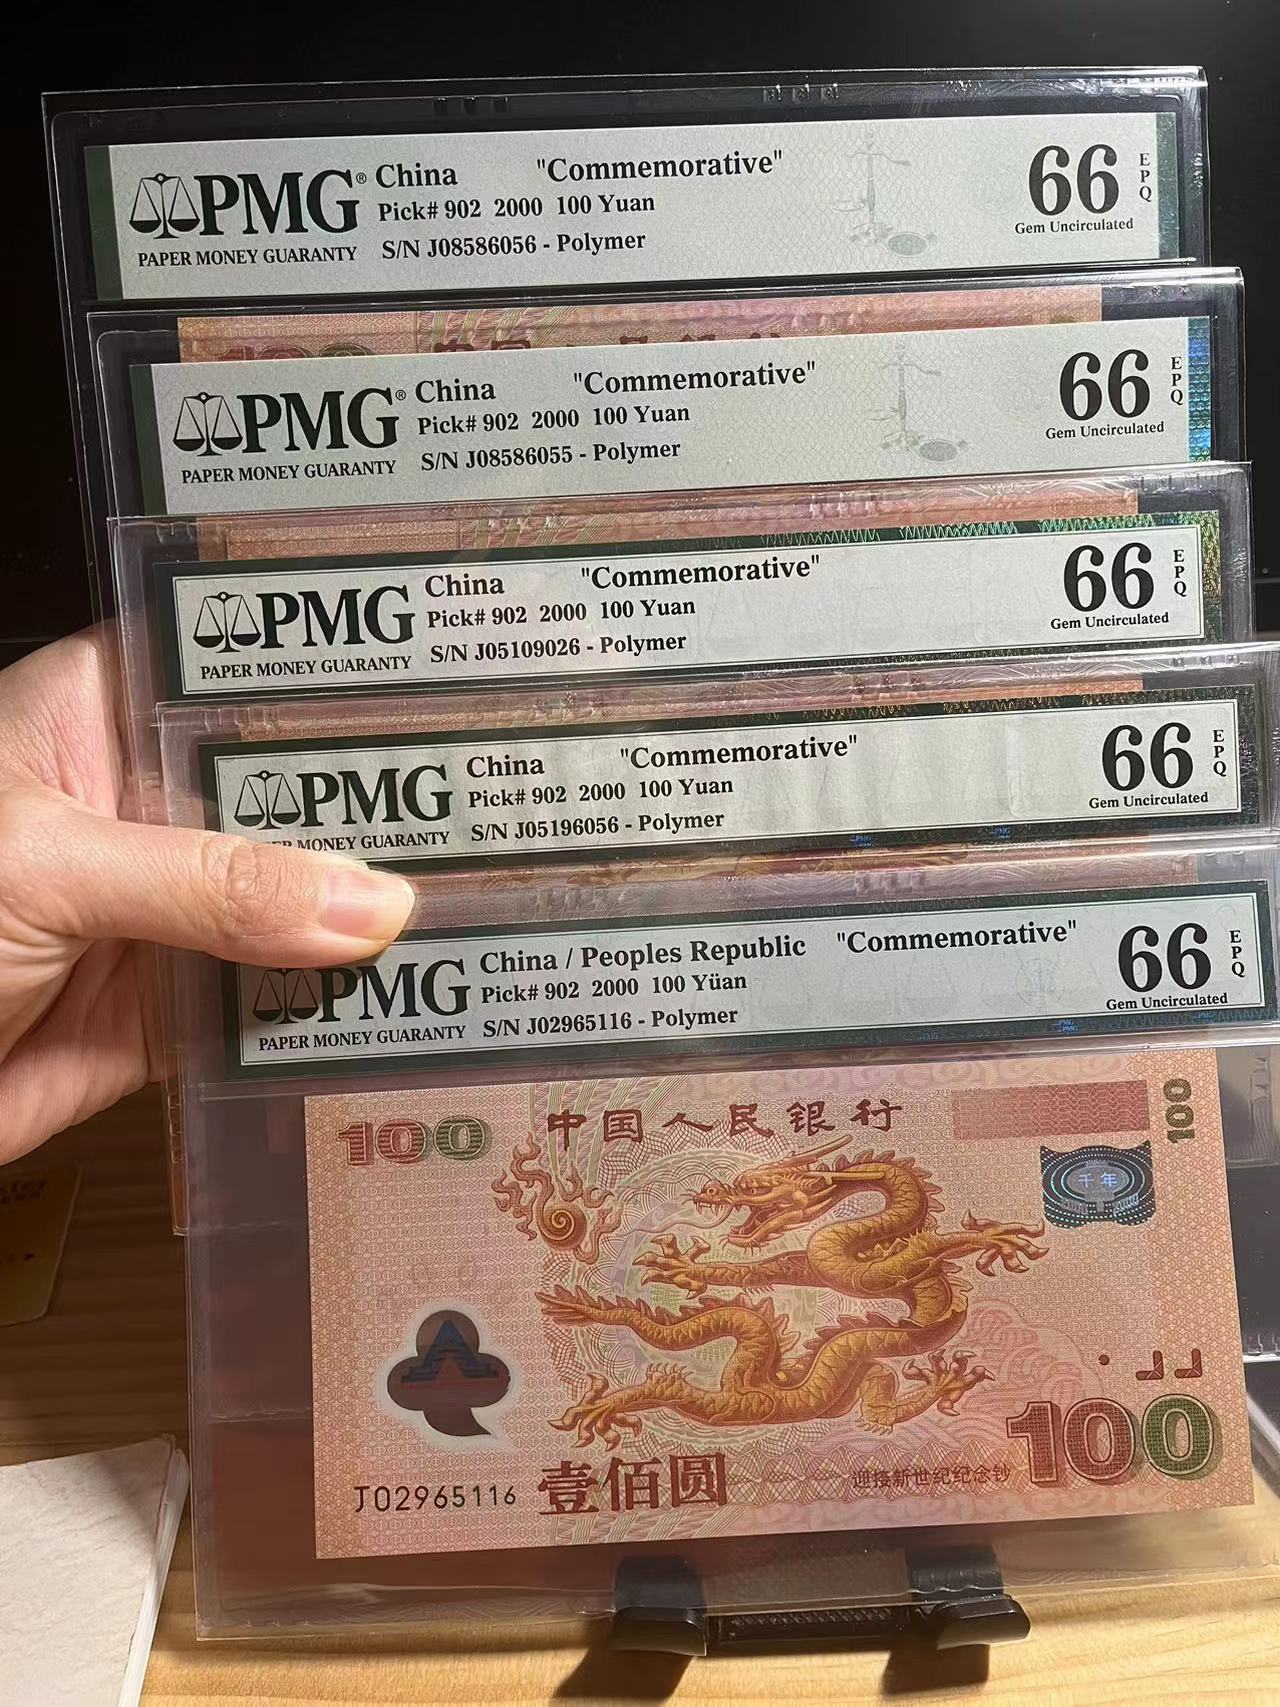 PMG® China "Commemorative" 66 EPQ
Pick# 902 2000 100 Yuan
Gem Uncirculated
PAPER MONEY GUARANTY S/N J08586056 - Polymer
PMG® China "Commemorative" 66 EPQ
Pick# 902 2000 100 Yuan
Gem Uncirculated
PAPER MONEY GUARANTY S/N J08586055 - Polymer
PMG China "Commemorative" 66 EPQ
Pick# 902 2000 100 Yuan
Gem Uncirculated
PAPER MONEY GUARANTY S/N J05109026 - Polymer
PMG China "Commemorative" 66 EPQ
Pick# 902 2000 100 Yuan
Gem Uncirculated
MONEY GUARANTY S/N J05196056 - Polymer
PMG China / Peoples Republic "Commemorative" 66 EPQ
Pick# 902 2000 100 Yüan
Gem Uncirculated
PAPER MONEY GUARANTY S/N J02965116 - Polymer
100 中国人民银行 100
千年
100
迎接新世纪纪念钞
J02965116 壹佰圆